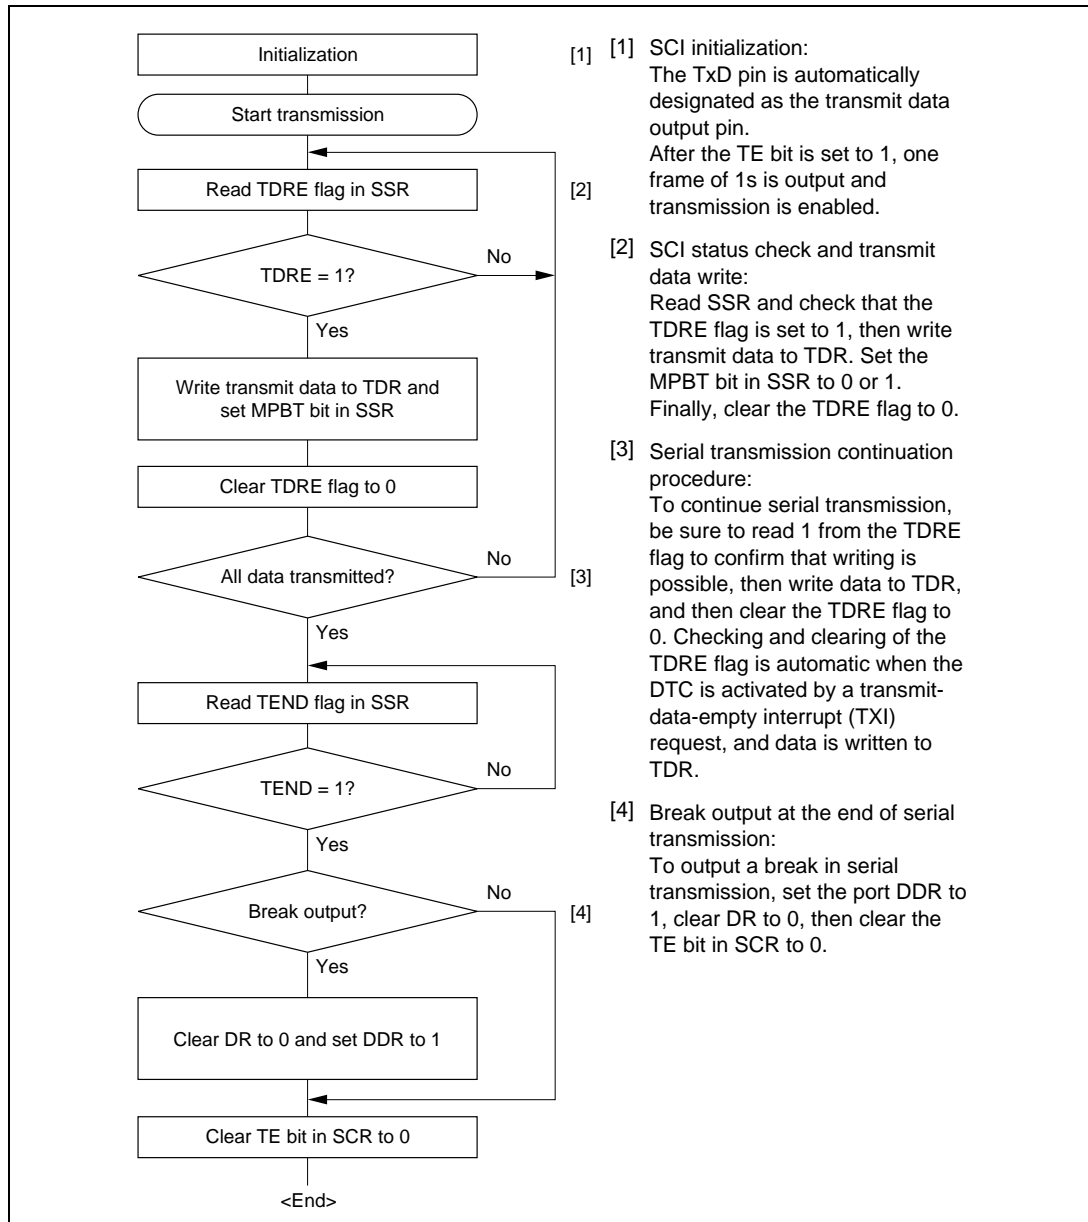 Initialization
[1]
Start transmission
Read TDRE flag in SSR
[2]
TDRE = 1?
No
Yes
Write transmit data to TDR and
set MPBT bit in SSR
Clear TDRE flag to 0
All data transmitted?
No
[3]
Yes
Read TEND flag in SSR
TEND = 1?
No
Yes
Break output?
No
[4]
Yes
Clear DR to 0 and set DDR to 1
Clear TE bit in SCR to 0
<End>
[1] SCI initialization:
The TxD pin is automatically
designated as the transmit data
output pin.
After the TE bit is set to 1, one
frame of 1s is output and
transmission is enabled.
[2] SCI status check and transmit
data write:
Read SSR and check that the
TDRE flag is set to 1, then write
transmit data to TDR. Set the
MPBT bit in SSR to 0 or 1.
Finally, clear the TDRE flag to 0.
[3] Serial transmission continuation
procedure:
To continue serial transmission,
be sure to read 1 from the TDRE
flag to confirm that writing is
possible, then write data to TDR,
and then clear the TDRE flag to
0. Checking and clearing of the
TDRE flag is automatic when the
DTC is activated by a transmit-
data-empty interrupt (TXI)
request, and data is written to
TDR.
[4] Break output at the end of serial
transmission:
To output a break in serial
transmission, set the port DDR to
1, clear DR to 0, then clear the
TE bit in SCR to 0.